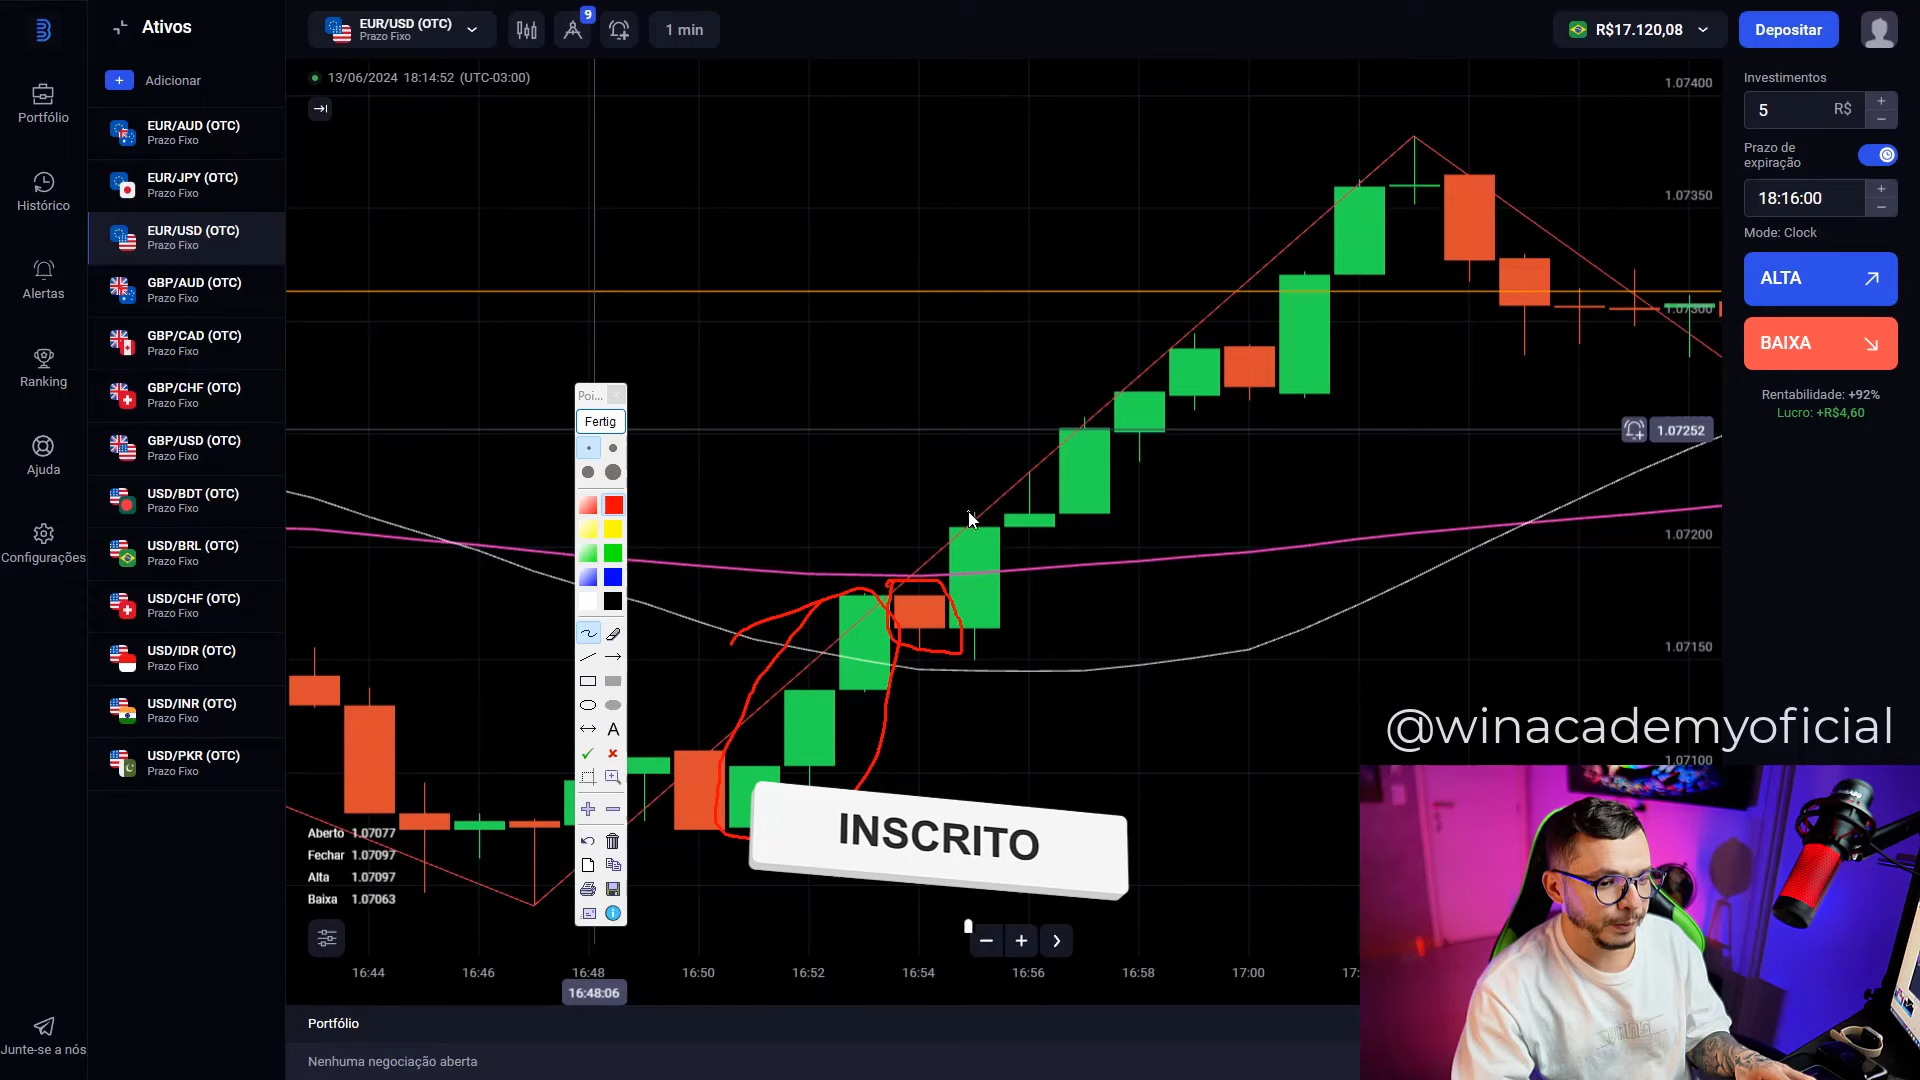 Ativos
EUR/USD (OTC)
Prazo Fixo
9
1 min
R$17.120,08
Depositar
Adicionar
Portfólio
Histórico
Alertas
Ranking
Ajuda
Configurações
Junte-se a nós
EUR/AUD (OTC)
Prazo Fixo
EUR/JPY (OTC)
Prazo Fixo
EUR/USD (OTC)
Prazo Fixo
GBP/AUD (OTC)
Prazo Fixo
GBP/CAD (OTC)
Prazo Fixo
GBP/CHF (OTC)
Prazo Fixo
GBP/USD (OTC)
Prazo Fixo
USD/BDT (OTC)
Prazo Fixo
USD/BRL (OTC)
Prazo Fixo
USD/CHF (OTC)
Prazo Fixo
USD/IDR (OTC)
Prazo Fixo
USD/INR (OTC)
Prazo Fixo
USD/PKR (OTC)
Prazo Fixo
13/06/2024 18:14:52 (UTC-03:00)
1.07400
1.07350
1.07300
1.07252
1.07200
1.07150
1.07100
Poi...
Fertig
A
Aberto 1.07077
Fechar 1.07097
Alta 1.07097
Baixa 1.07063
INSCRITO
16:44
16:46
16:48
16:50
16:52
16:54
16:56
16:58
17:00
17:
16:48:06
Portfólio
Nenhuma negociação aberta
Investimentos
5 R$
Prazo de
expiração
18:16:00
Mode: Clock
ALTA
BAIXA
Rentabilidade: +92%
Lucro: +R$4,60
@winacademyoficial